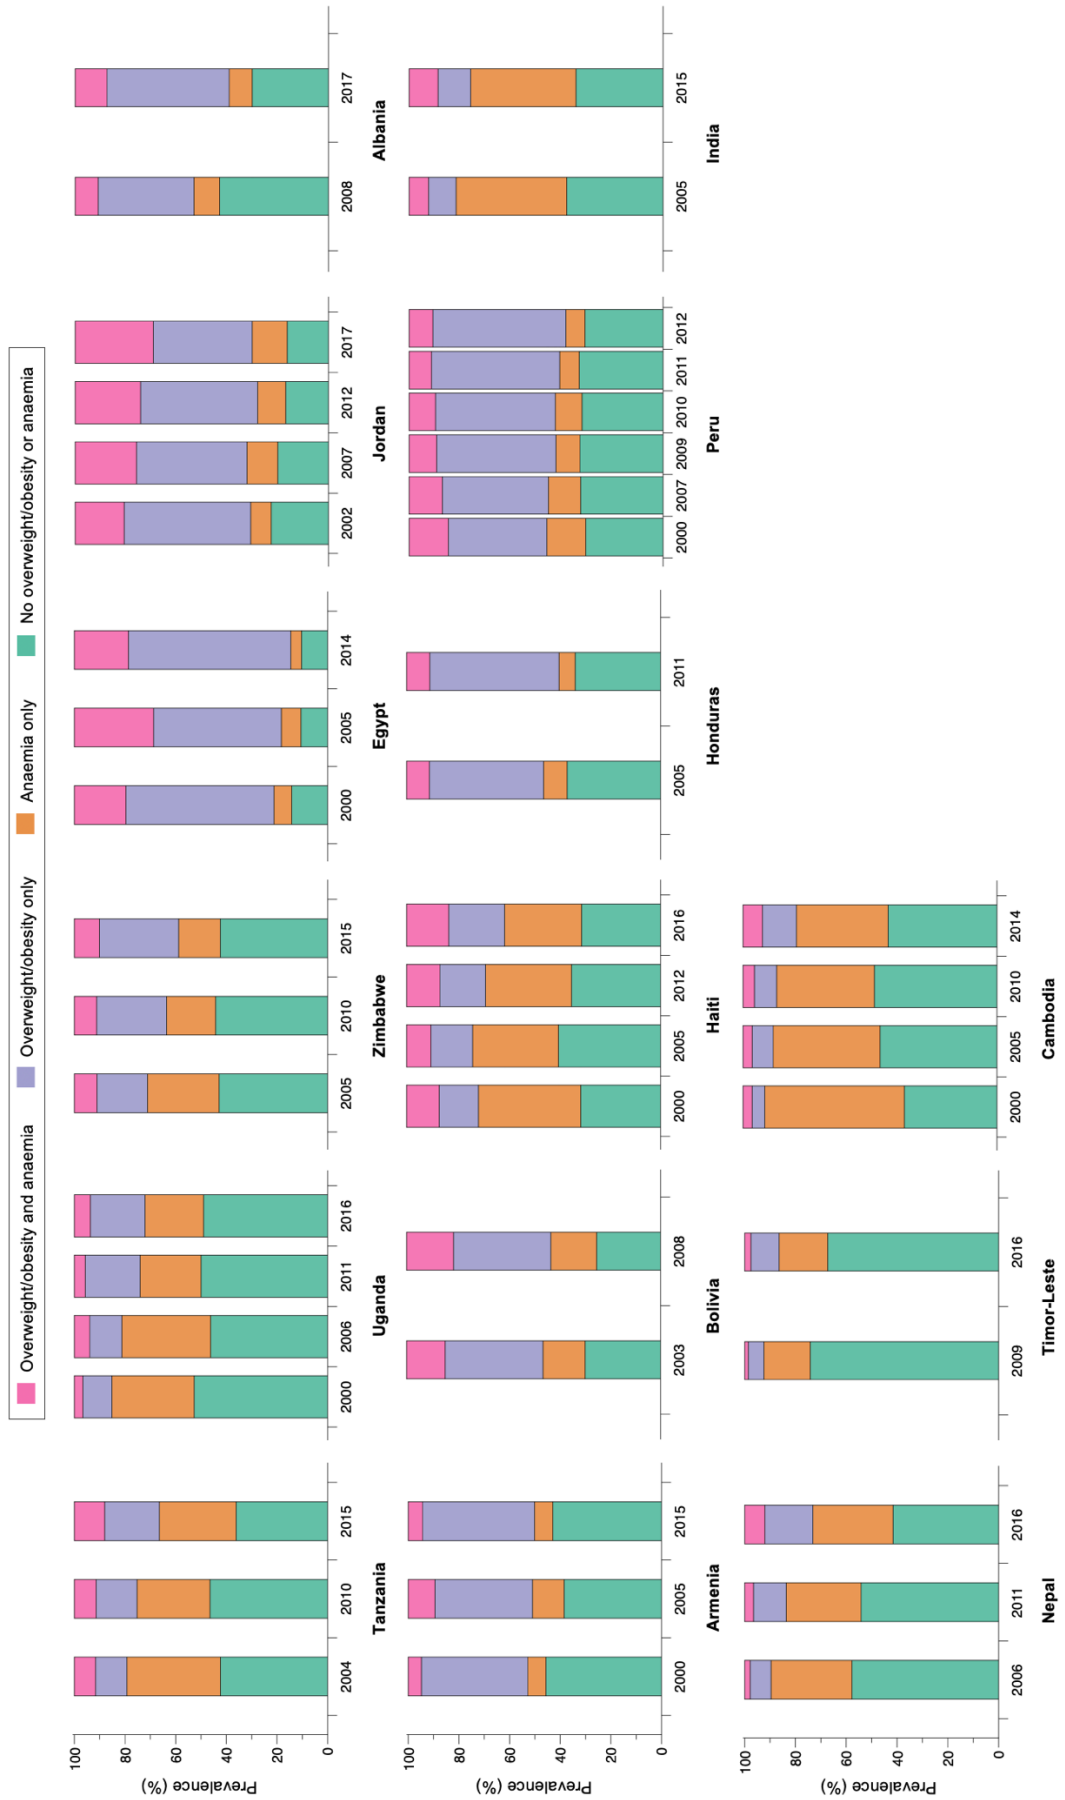 Overweight/obesity and anaemia Overweight/obesity only Anaemia only No overweight/obesity or anaemia
Prevalence (%)
100
80
60
40
20
0
2004 2010 2015
Tanzania
2000 2006 2011 2016
Uganda
2005 2010 2015
Zimbabwe
2000 2005 2014
Egypt
2002 2007 2012 2017
Jordan
2008 2017
Albania
Prevalence (%)
100
80
60
40
20
0
2000 2005 2015
Armenia
2003 2008
Bolivia
2000 2005 2012 2016
Haiti
2005 2011
Honduras
2000 2007 2009 2010 2011 2012
Peru
2005 2015
India
Prevalence (%)
100
80
60
40
20
0
2006 2011 2016
Nepal
2009 2016
Timor-Leste
2000 2005 2010 2014
Cambodia